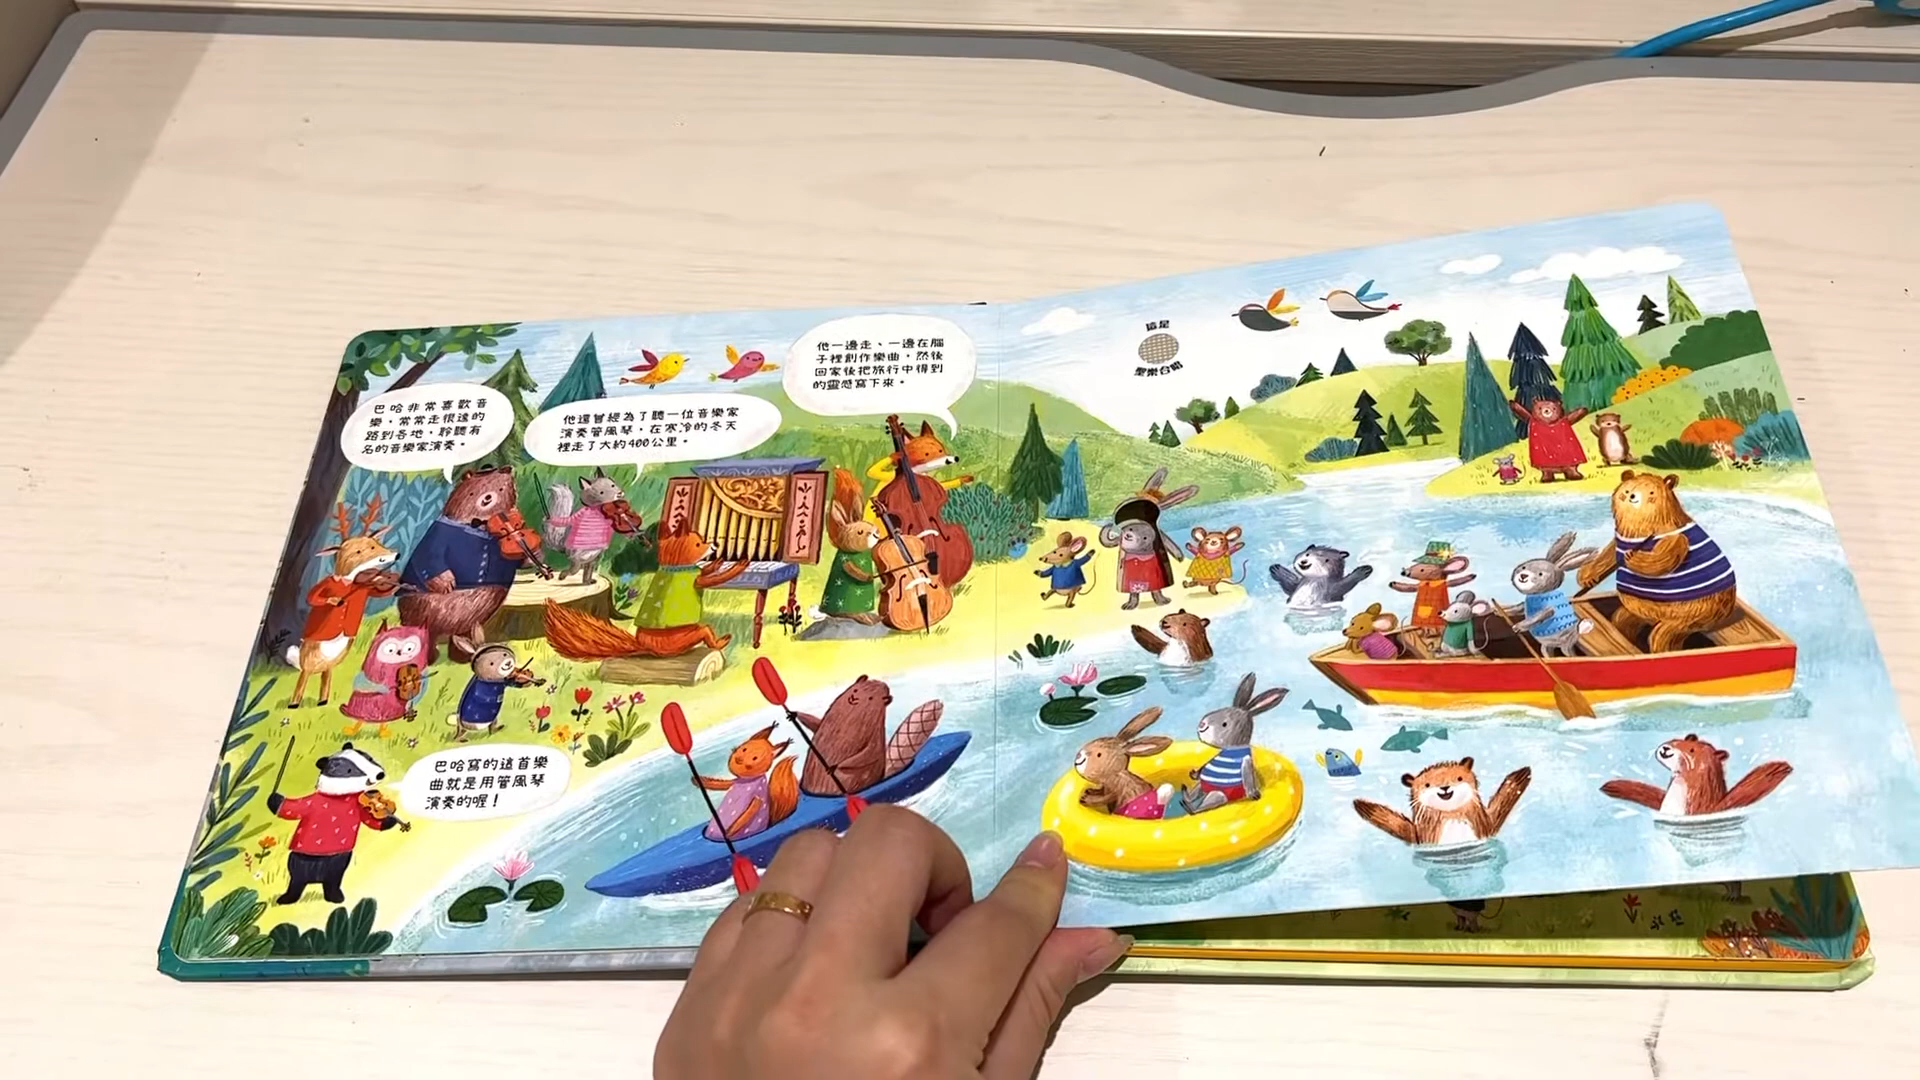 巴哈非常喜歡音
樂，常常走很遠的
路到各地，聆聽有
名的音樂家演奏。
他還曾經為了聽一位音樂家
演奏管風琴，在寒冷的冬天
裡走了大約400公里。
他一邊走、一邊在腦
子裡創作樂曲，然後
回家後把旅行中得到
的靈感寫下來。
巴哈寫的這首樂
曲就是用管風琴
演奏的喔！
這是
聖樂合唱